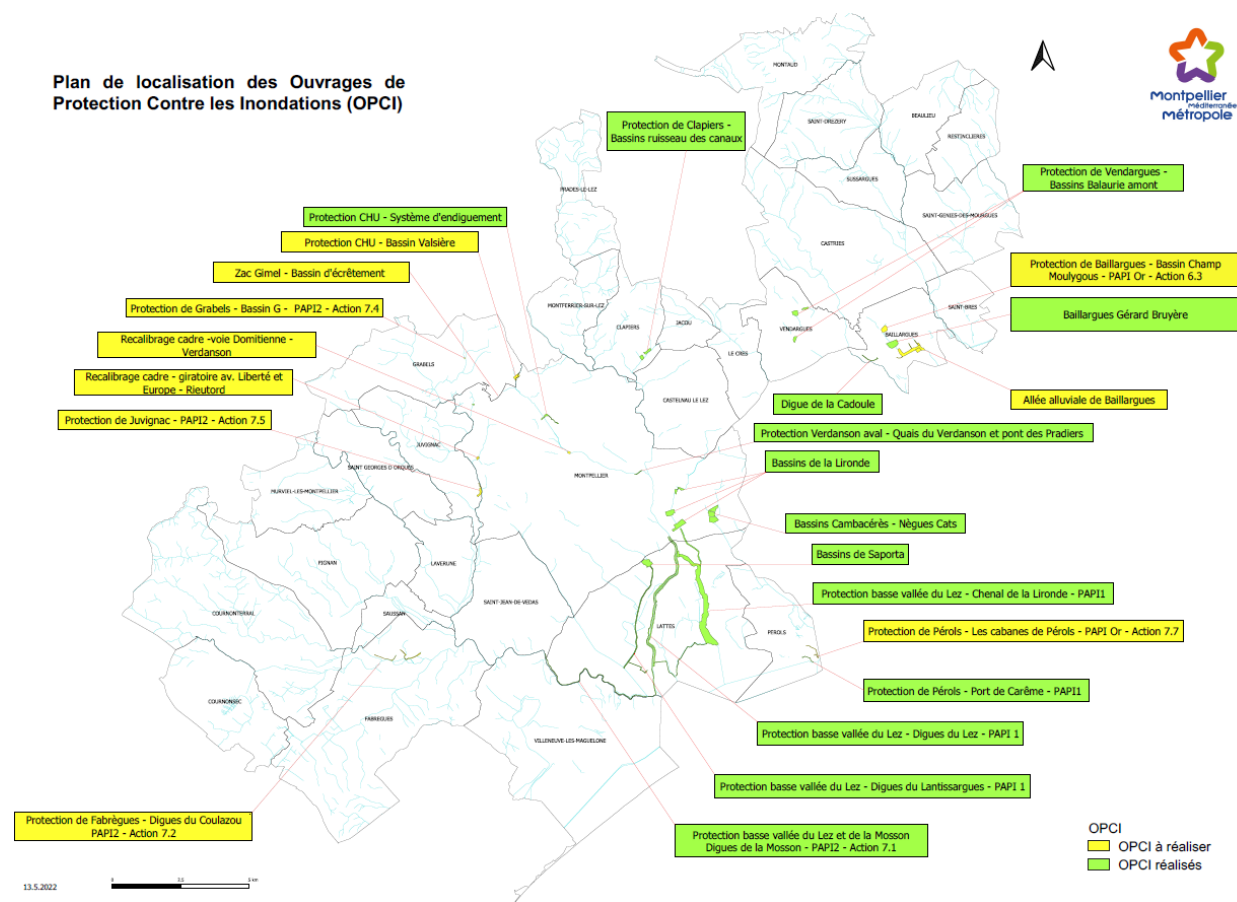 Plan de localisation des Ouvrages de
Protection Contre les Inondations (OPCI)
Montpellier
Méditerranée
Métropole
MONTAUD
BEAULIEU
SAINT-DREZERY
RESTINCLIERES
Protection de Clapiers -
Bassins ruisseau des canaux
Protection de Vendargues -
Bassins Balaurie amont
SUSSARGUES
PRADES-LE-LEZ
SAINT-GENIES-DES-MOURGUES
Protection CHU - Système d'endiguement
Protection CHU - Bassin Valsière
CASTRIES
Zac Gimel - Bassin d'écrêtement
Protection de Baillargues - Bassin Champ
Moulygous - PAPI Or - Action 6.3
Protection de Grabels - Bassin G - PAPI2 - Action 7.4
MONTFERRIER-SUR-LEZ
SAINT-BRES
Baillargues Gérard Bruyère
CLAPIERS
JACOU
VENDARGUES
BAILLARGUES
Recalibrage cadre -voie Domitienne -
Verdanson
LE CRES
GRABELS
Recalibrage cadre - giratoire av. Liberté et
Europe - Rieutord
CASTELNAU LE LEZ
Digue de la Cadoule
Allée alluviale de Baillargues
Protection de Juvignac - PAPI2 - Action 7.5
Protection Verdanson aval - Quais du Verdanson et pont des Pradiers
JUVIGNAC
SAINT GEORGES D'ORQUES
Bassins de la Lironde
MONTPELLIER
MURVIEL-LES-MONTPELLIER
Bassins Cambacérès - Nègues Cats
Bassins de Saporta
PIGNAN
LAVERUNE
Protection basse vallée du Lez - Chenal de la Lironde - PAPI1
SAINT-JEAN-DE-VEDAS
COURNONTERRAL
SAUSSAN
LATTES
PEROLS
Protection de Pérols - Les cabanes de Pérols - PAPI Or - Action 7.7
Protection de Pérols - Port de Carême - PAPI1
COURNONSEC
FABREGUES
Protection basse vallée du Lez - Digues du Lez - PAPI 1
VILLENEUVE-LES-MAGUELONE
Protection basse vallée du Lez - Digues du Lantissargues - PAPI 1
Protection de Fabrègues - Digues du Coulazou
PAPI2 - Action 7.2
Protection basse vallée du Lez et de la Mosson
Digues de la Mosson - PAPI2 - Action 7.1
OPCI
OPCI à réaliser
OPCI réalisés
13.5.2022
0 2.5 5 km